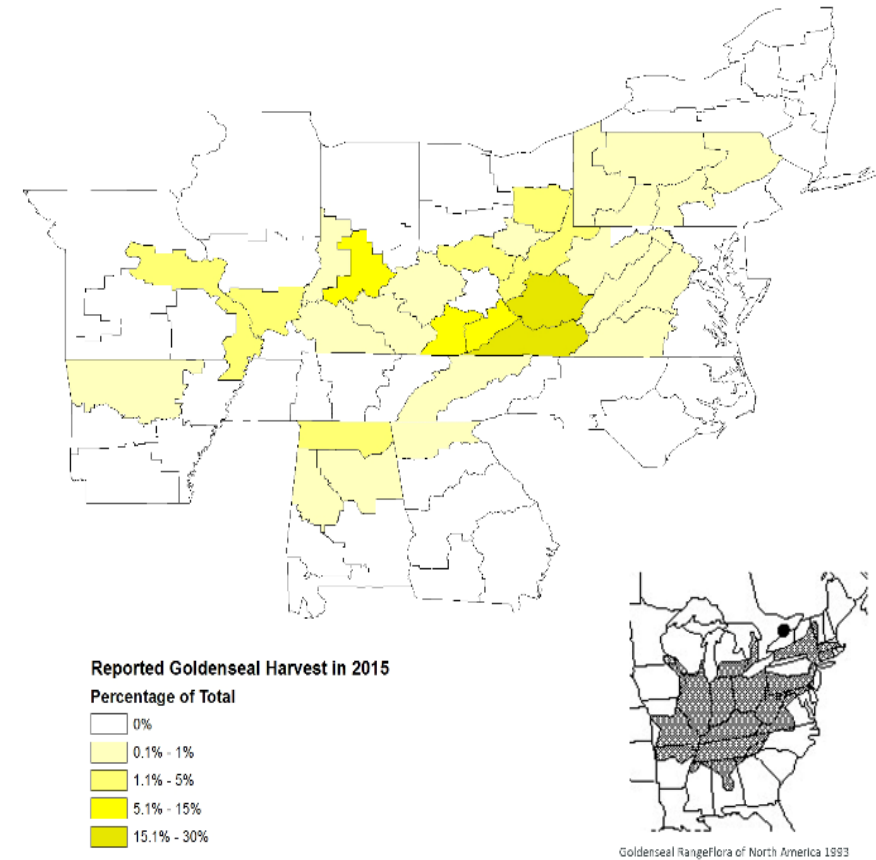 Reported Goldenseal Harvest in 2015
Percentage of Total
0%
0.1% - 1%
1.1% - 5%
5.1% - 15%
15.1% - 30%
Goldenseal RangeFlora of North America 1993